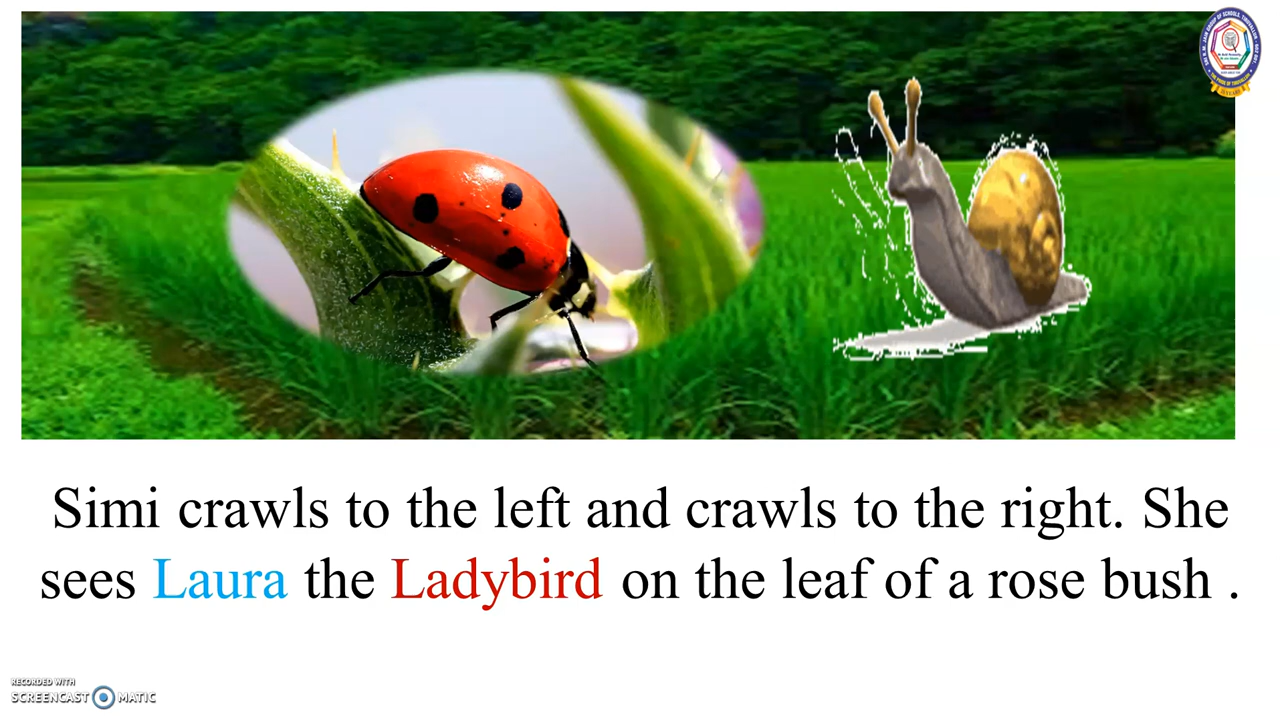 Simi crawls to the left and crawls to the right. She
sees Laura the Ladybird on the leaf of a rose bush .
RECORDED WITH
SCREENCAST MATIC